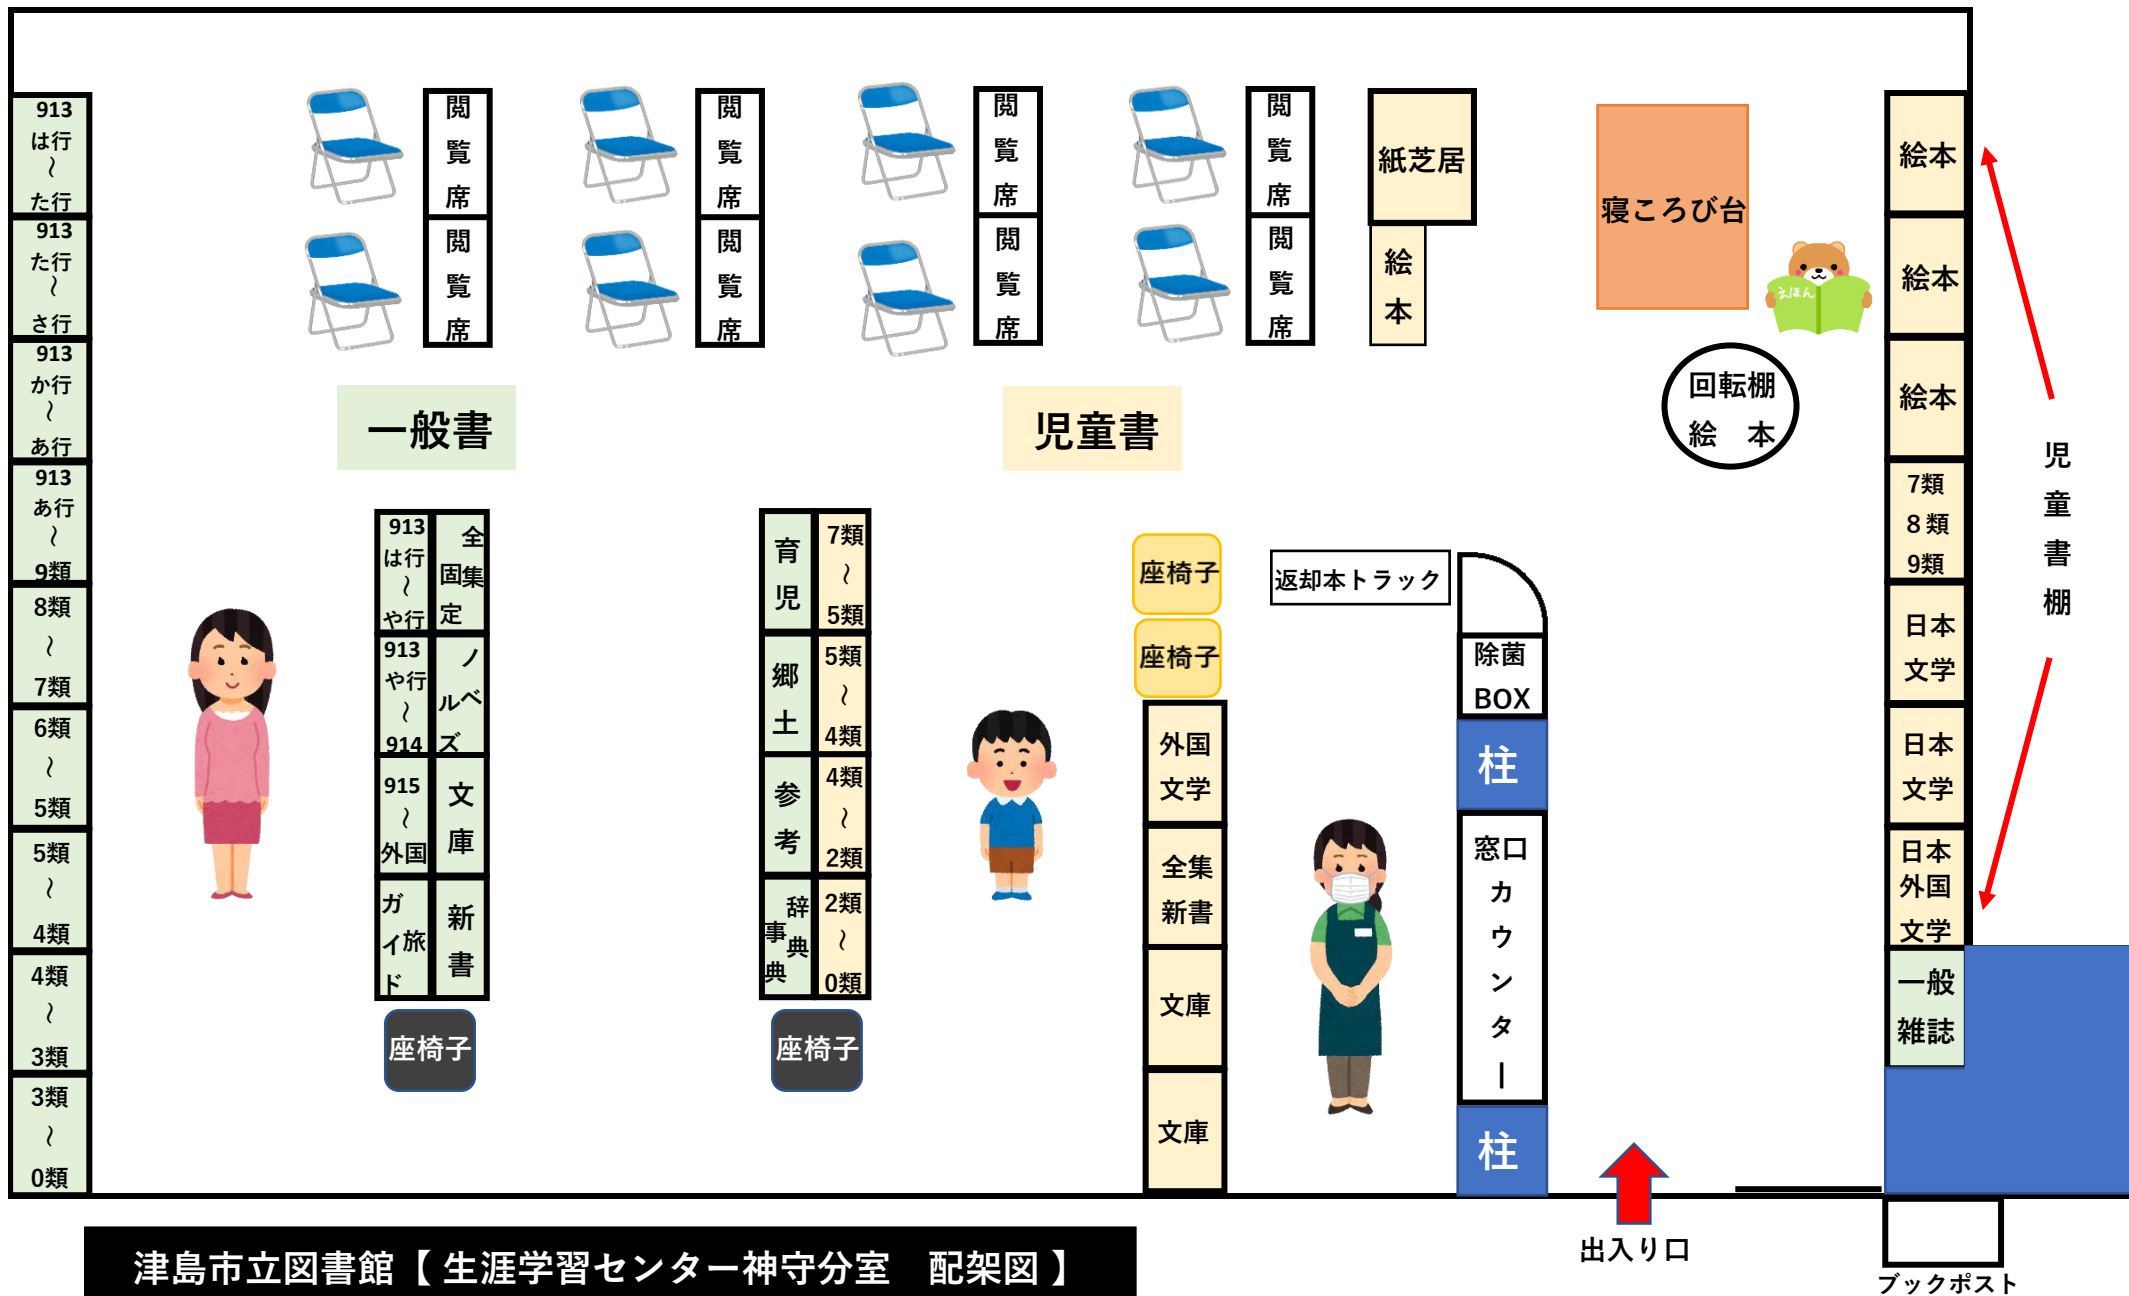 913
は行
～
た行
913
た行
～
さ行
913
か行
～
あ行
913
あ行
～
9類
8類
～
7類
6類
～
5類
5類
～
4類
4類
～
3類
3類
～
0類
閲覧席
閲覧席
閲覧席
閲覧席
閲覧席
閲覧席
閲覧席
閲覧席
紙芝居
絵本
寝ころび台
えほん
回転棚
絵　本
一般書
児童書
913
は行
～
や行
全集
固定
913
や行
～
914
ノベ
ルズ
915
～
外国
文庫
旅
ガイド
新書
座椅子
育児
7類
～
5類
郷土
5類
～
4類
参考
4類
～
2類
辞典
事典
2類
～
0類
座椅子
座椅子
座椅子
外国
文学
全集
新書
文庫
文庫
返却本トラック
除菌
BOX
柱
窓口
カウンター
柱
絵本
絵本
絵本
7類
８類
9類
日本
文学
日本
文学
日本
外国
文学
一般
雑誌
児童書棚
出入り口
ブックポスト
津島市立図書館【 生涯学習センター神守分室　配架図 】